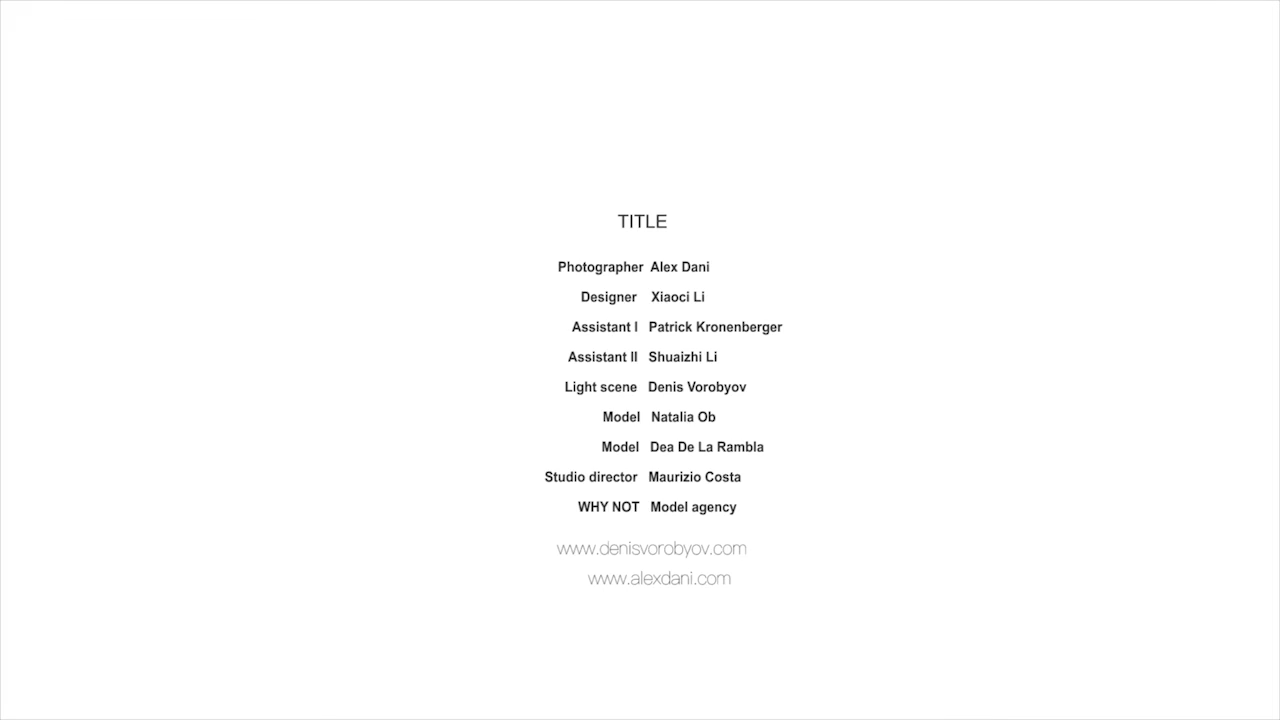 TITLE
Photographer Alex Dani
Designer Xiaoci Li
Assistant I Patrick Kronenberger
Assistant II Shuaizhi Li
Light scene Denis Vorobyov
Model Natalia Ob
Model Dea De La Rambla
Studio director Maurizio Costa
WHY NOT Model agency
www.denisvorobyov.com
www.alexdani.com